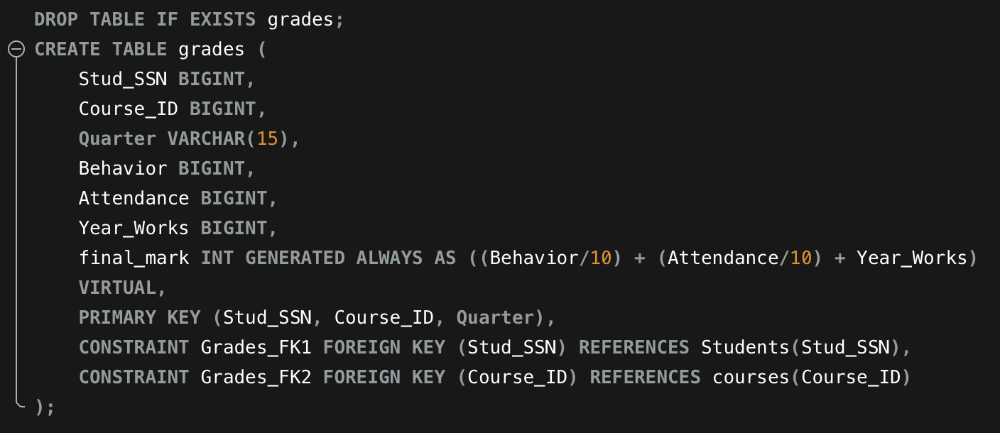 DROP TABLE IF EXISTS grades;
CREATE TABLE grades (
    Stud_SSN BIGINT,
    Course_ID BIGINT,
    Quarter VARCHAR(15),
    Behavior BIGINT,
    Attendance BIGINT,
    Year_Works BIGINT,
    final_mark INT GENERATED ALWAYS AS ((Behavior/10) + (Attendance/10) + Year_Works)
    VIRTUAL,
    PRIMARY KEY (Stud_SSN, Course_ID, Quarter),
    CONSTRAINT Grades_FK1 FOREIGN KEY (Stud_SSN) REFERENCES Students(Stud_SSN),
    CONSTRAINT Grades_FK2 FOREIGN KEY (Course_ID) REFERENCES courses(Course_ID)
);